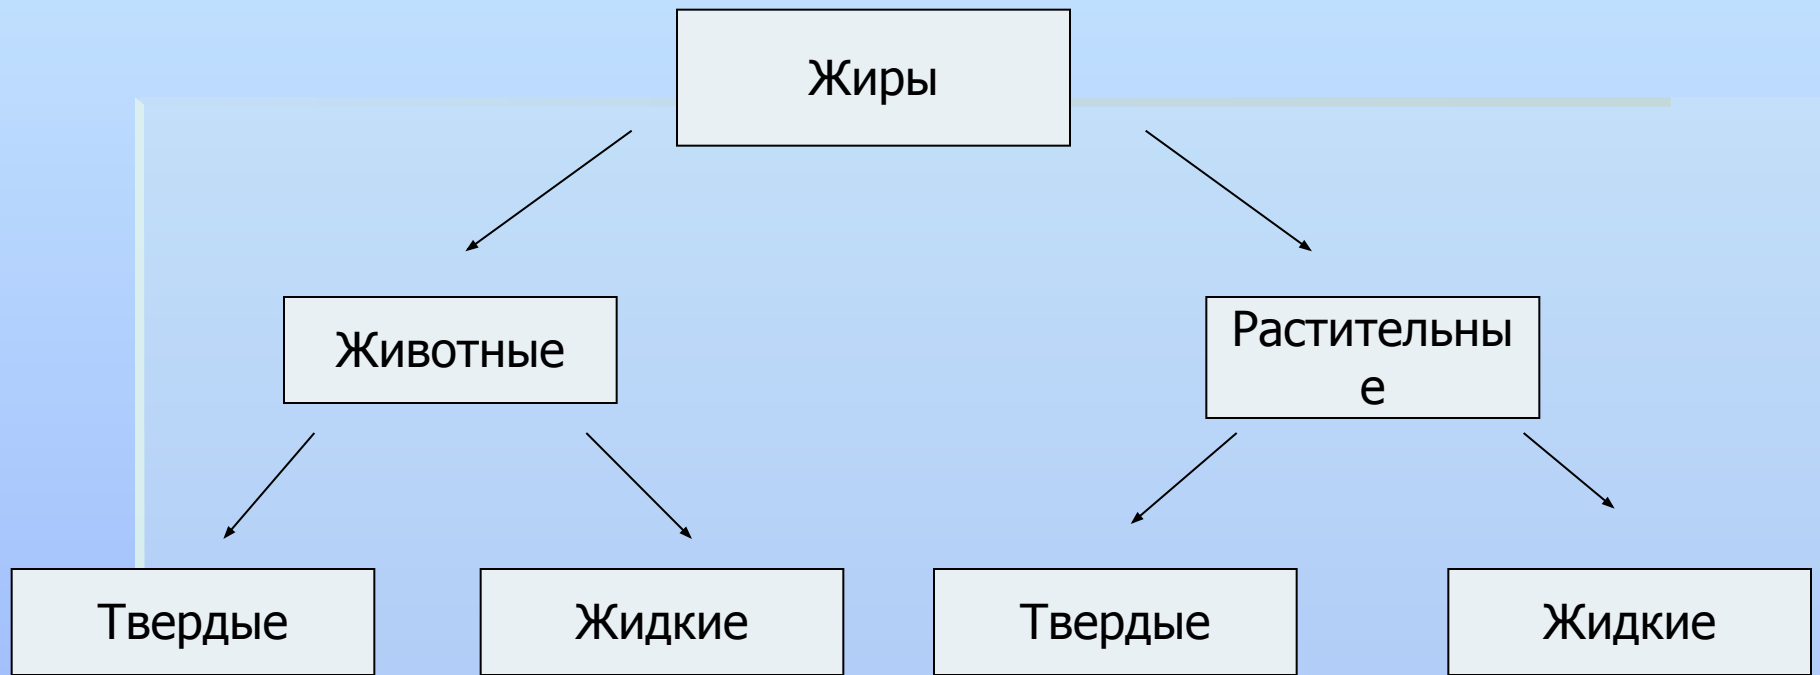 Жиры
Животные
Растительны
е
Твердые
Жидкие
Твердые
Жидкие